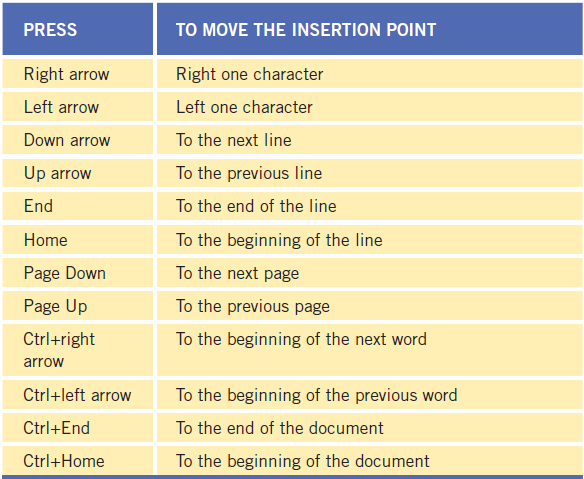 PRESS TO MOVE THE INSERTION POINT
Right arrow Right one character
Left arrow Left one character
Down arrow To the next line
Up arrow To the previous line
End To the end of the line
Home To the beginning of the line
Page Down To the next page
Page Up To the previous page
Ctrl+right To the beginning of the next word
arrow
Ctrl+left arrow To the beginning of the previous word
Ctrl+End To the end of the document
Ctrl+Home To the beginning of the document